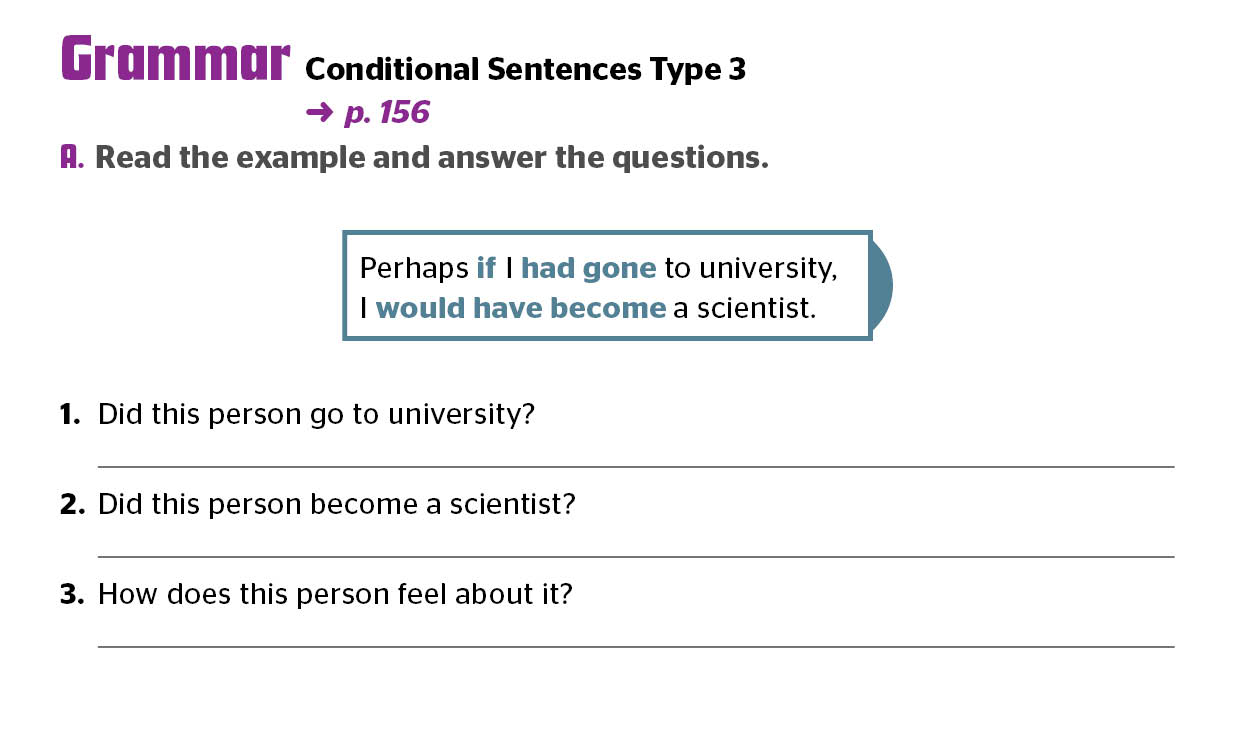 Grammar Conditional Sentences Type 3
→ p. 156
A. Read the example and answer the questions.
Perhaps if I had gone to university,
I would have become a scientist.
1. Did this person go to university?
2. Did this person become a scientist?
3. How does this person feel about it?